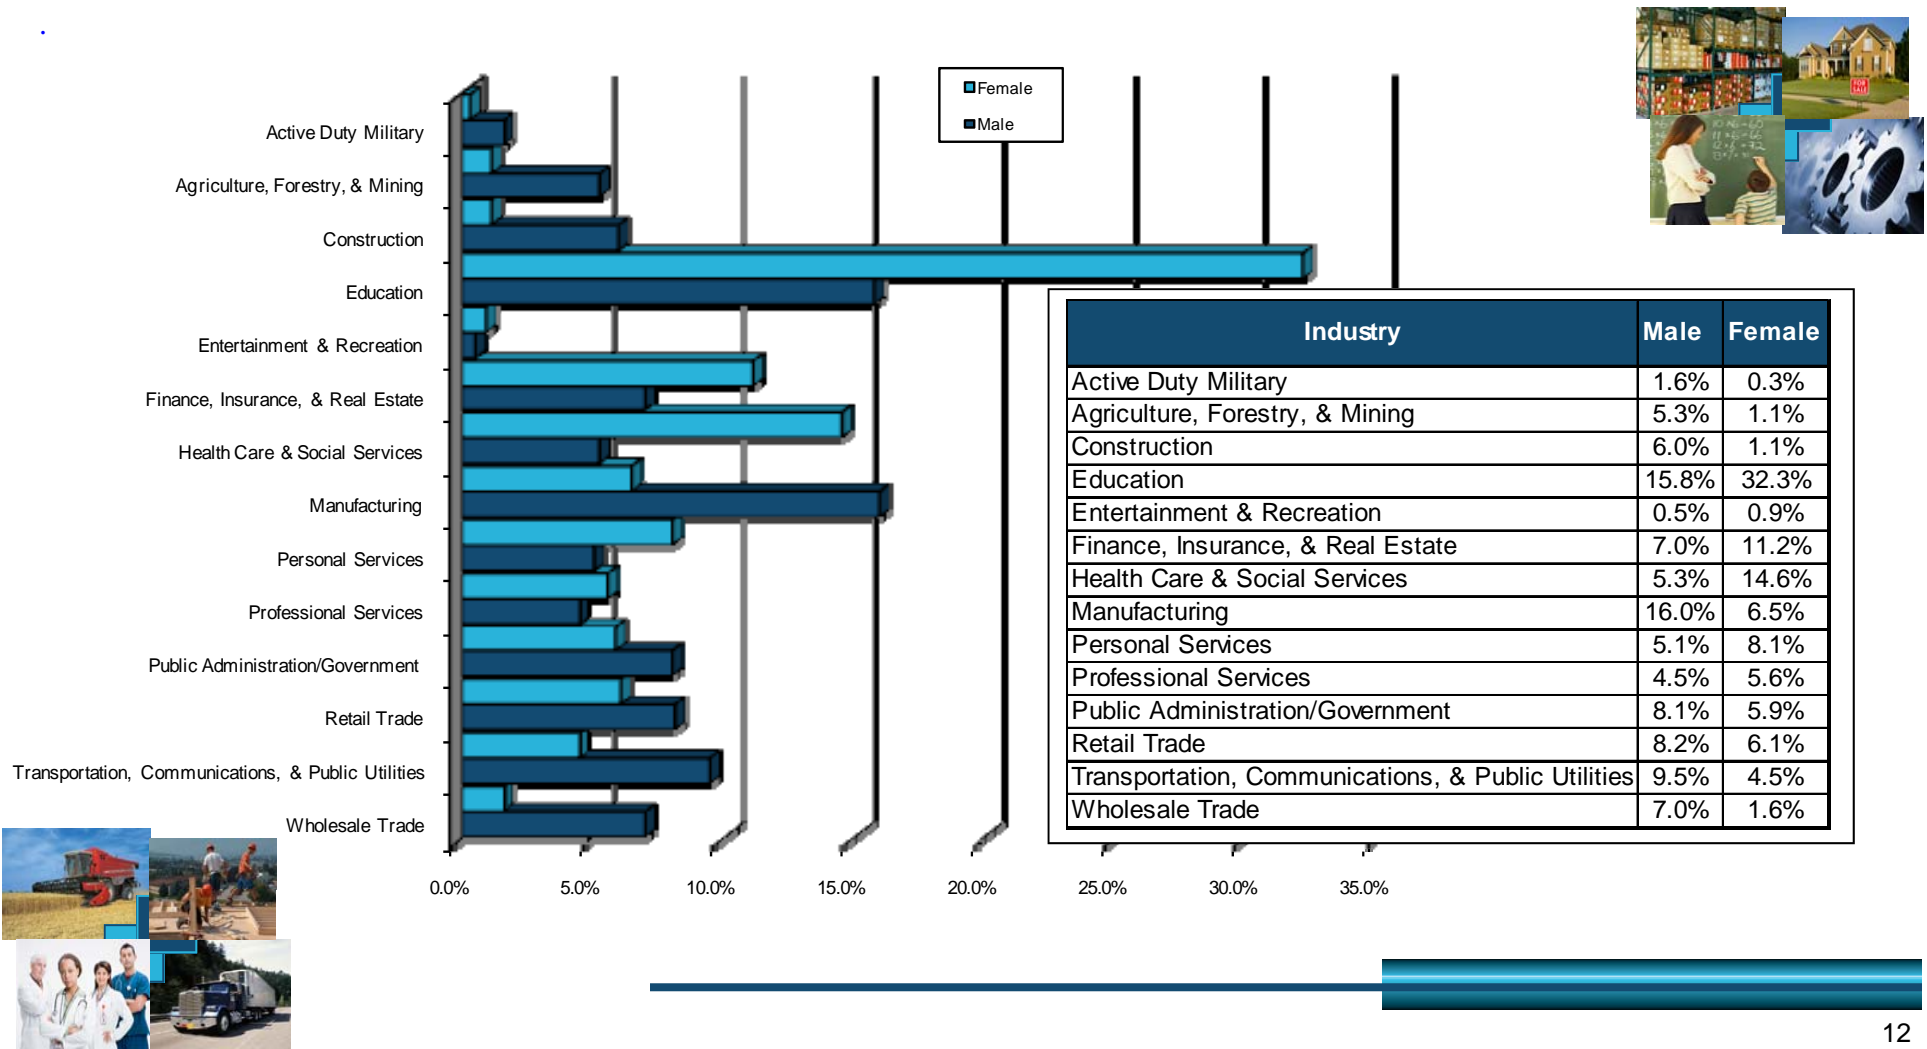 .
Female
Male
Active Duty Military
Agriculture, Forestry, & Mining
Construction
Education
Entertainment & Recreation
Finance, Insurance, & Real Estate
Health Care & Social Services
Manufacturing
Personal Services
Professional Services
Public Administration/Government
Retail Trade
Transportation, Communications, & Public Utilities
Wholesale Trade
0.0% 5.0% 10.0% 15.0% 20.0% 25.0% 30.0% 35.0%
Industry Male Female
Active Duty Military 1.6% 0.3%
Agriculture, Forestry, & Mining 5.3% 1.1%
Construction 6.0% 1.1%
Education 15.8% 32.3%
Entertainment & Recreation 0.5% 0.9%
Finance, Insurance, & Real Estate 7.0% 11.2%
Health Care & Social Services 5.3% 14.6%
Manufacturing 16.0% 6.5%
Personal Services 5.1% 8.1%
Professional Services 4.5% 5.6%
Public Administration/Government 8.1% 5.9%
Retail Trade 8.2% 6.1%
Transportation, Communications, & Public Utilities 9.5% 4.5%
Wholesale Trade 7.0% 1.6%
FOR
SALE
12